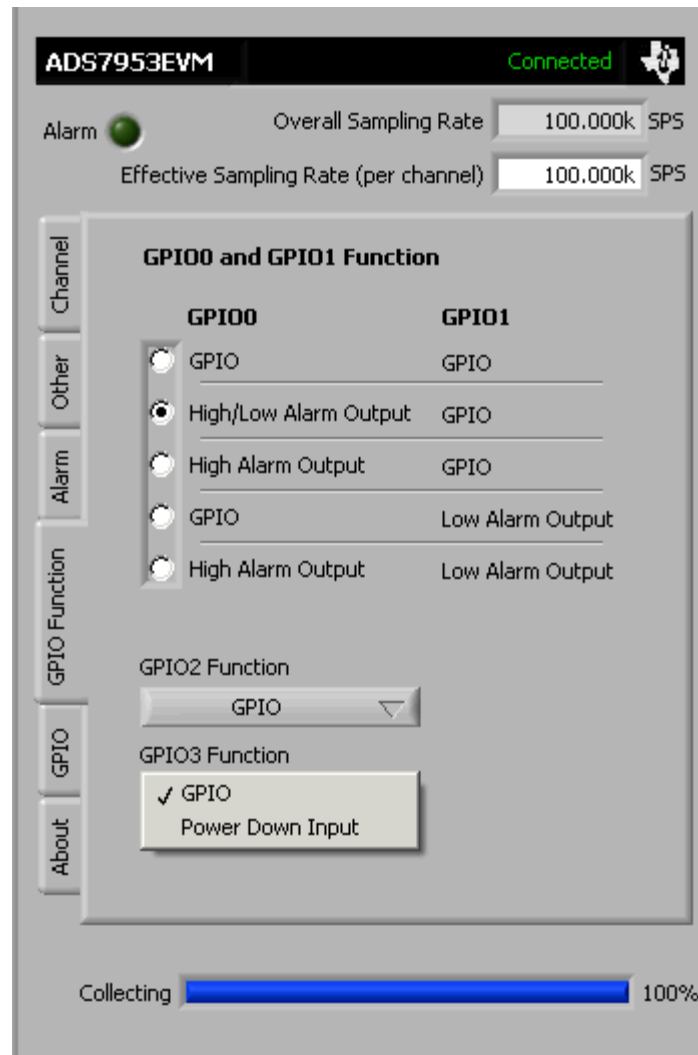 ADS7953EVM Connected
Alarm Overall Sampling Rate 100.000k SPS
Effective Sampling Rate (per channel) 100.000k SPS
Channel
Other
Alarm
GPIO Function
GPIO
About
GPIO0 and GPIO1 Function
GPIO0 GPIO1
GPIO GPIO
High/Low Alarm Output GPIO
High Alarm Output GPIO
GPIO Low Alarm Output
High Alarm Output Low Alarm Output
GPIO2 Function
GPIO
GPIO3 Function
GPIO
Power Down Input
Collecting 100%